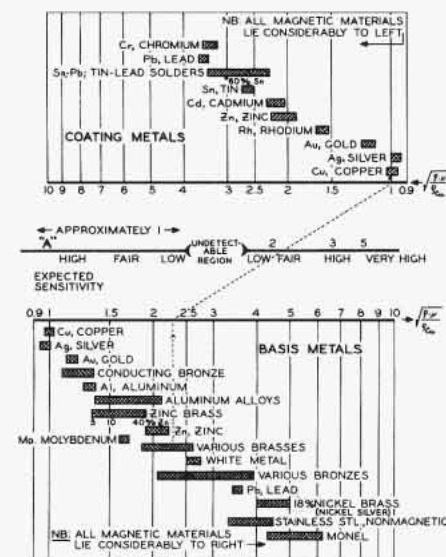 NB: ALL MAGNETIC MATERIALS
LIE CONSIDERABLY TO LEFT
Cr, CHROMIUM
Pb, LEAD
Sn-Pb; TIN-LEAD SOLDERS
60% Sn
Sn, TIN
Cd, CADMIUM
Zn, ZINC
Rh, RHODIUM
Au, GOLD
Ag, SILVER
Cu, COPPER
COATING METALS
10 9 8 7 6 5 4 3 2.5 2 1.5 1 0.9
"A"
APPROXIMATELY 1
UNDETECT-
ABLE
REGION
2 3 5
HIGH FAIR LOW LOW-FAIR HIGH VERY HIGH
EXPECTED
SENSITIVITY
0.9 1 1.5 2 2.5 3 4 5 6 7 8 9 10
Cu, COPPER
BASIS METALS
Ag, SILVER
Au, GOLD
CONDUCTING BRONZE
Al, ALUMINUM
ALUMINUM ALLOYS
ZINC BRASS
5 10 40% Zn
Zn, ZINC
Mo, MOLYBDENUM
VARIOUS BRASSES
WHITE METAL
VARIOUS BRONZES
Pb, LEAD
18% NICKEL BRASS
(NICKEL SILVER)
STAINLESS STL., NONMAGNETIC
NB: ALL MAGNETIC MATERIALS
LIE CONSIDERABLY TO RIGHT
MONEL